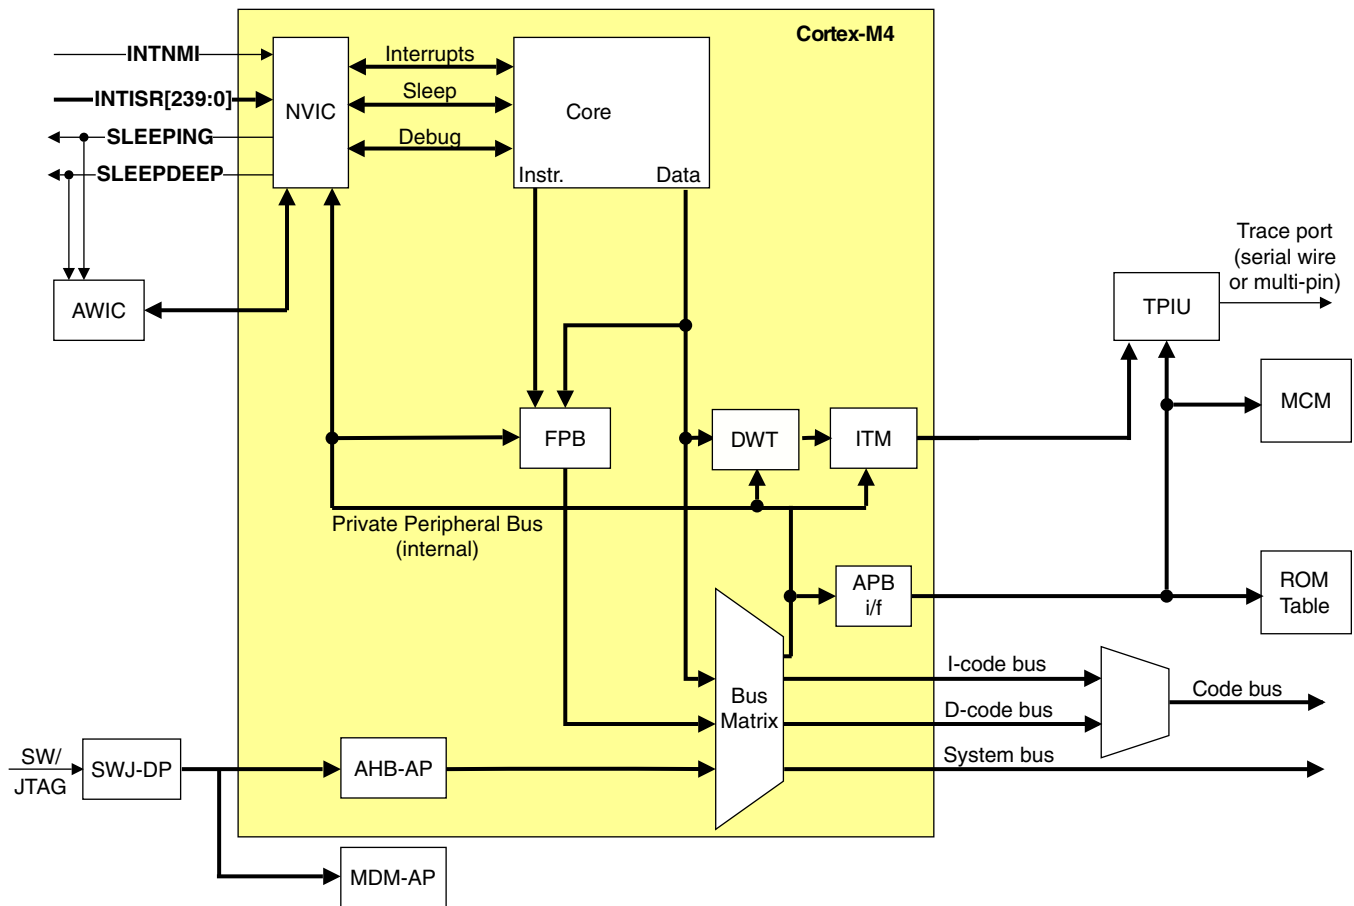 Cortex-M4
INTNMI
INTISR[239:0]
SLEEPING
SLEEPDEEP
NVIC
Interrupts
Sleep
Debug
Core
Instr.
Data
AWIC
Trace port
(serial wire
or multi-pin)
TPIU
MCM
FPB
DWT
ITM
Private Peripheral Bus
(internal)
APB
i/f
ROM
Table
Bus
Matrix
I-code bus
D-code bus
Code bus
System bus
SW/
JTAG
SWJ-DP
AHB-AP
MDM-AP